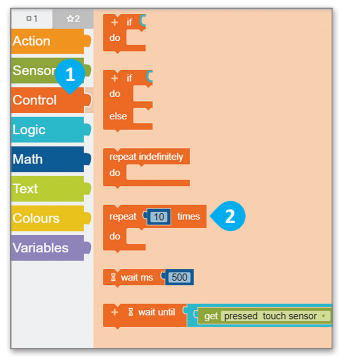 1 2
Action
Sensor
1
Control
Logic
Math
Text
Colours
Variables
+ if
do
+ if
do
else
repeat indefinitely
do
repeat 10 times
2
do
wait ms 500
+ wait until get pressed touch sensor